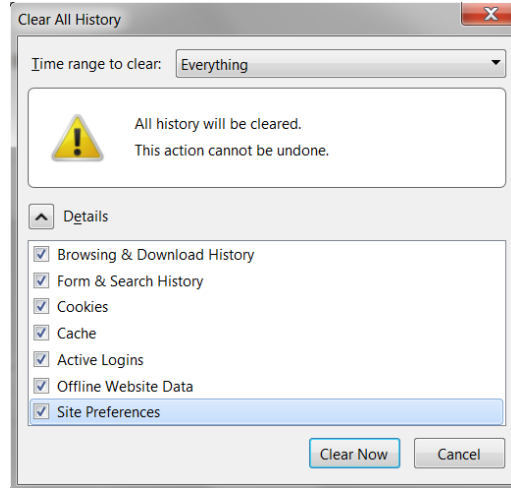 Clear All History
Time range to clear: Everything
All history will be cleared.
This action cannot be undone.
Details
Browsing & Download History
Form & Search History
Cookies
Cache
Active Logins
Offline Website Data
Site Preferences
Clear Now Cancel